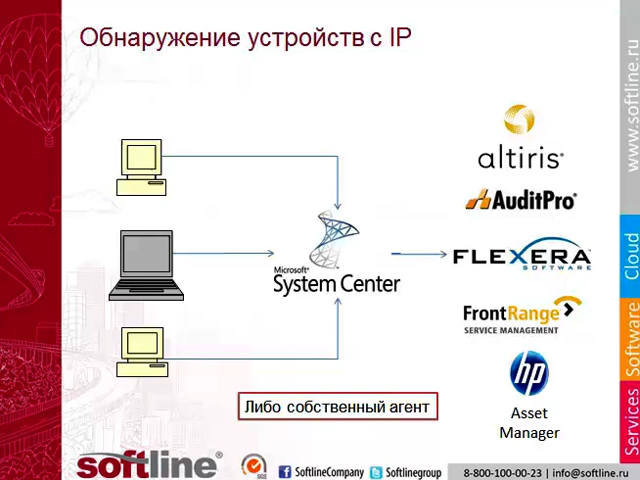 Обнаружение устройств с IP
altiris®
AuditPro®
Microsoft®
System Center
FLEXERA™
SOFTWARE
FrontRange
SERVICE MANAGEMENT
hp
Asset
Manager
Либо собственный агент
www.softline.ru
Cloud
Software
Services
softline®
SoftlineCompany
Softlinegroup
8-800-100-00-23 | info@softline.ru